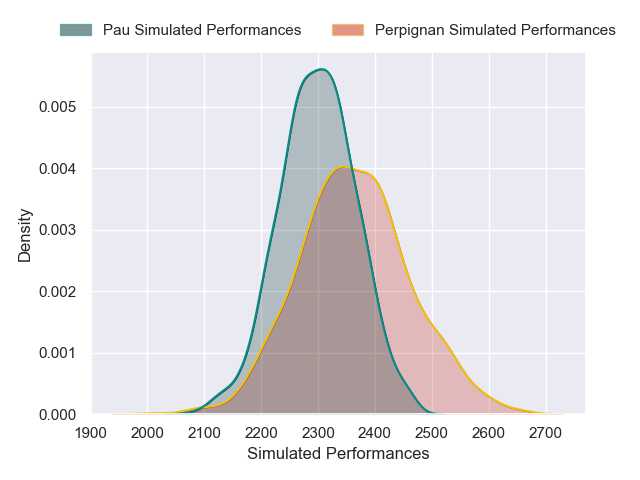 Pau Simulated Performances Perpignan Simulated Performances
0.005
0.004
0.003
0.002
0.001
0.000
Density
1900 2000 2100 2200 2300 2400 2500 2600 2700
Simulated Performances